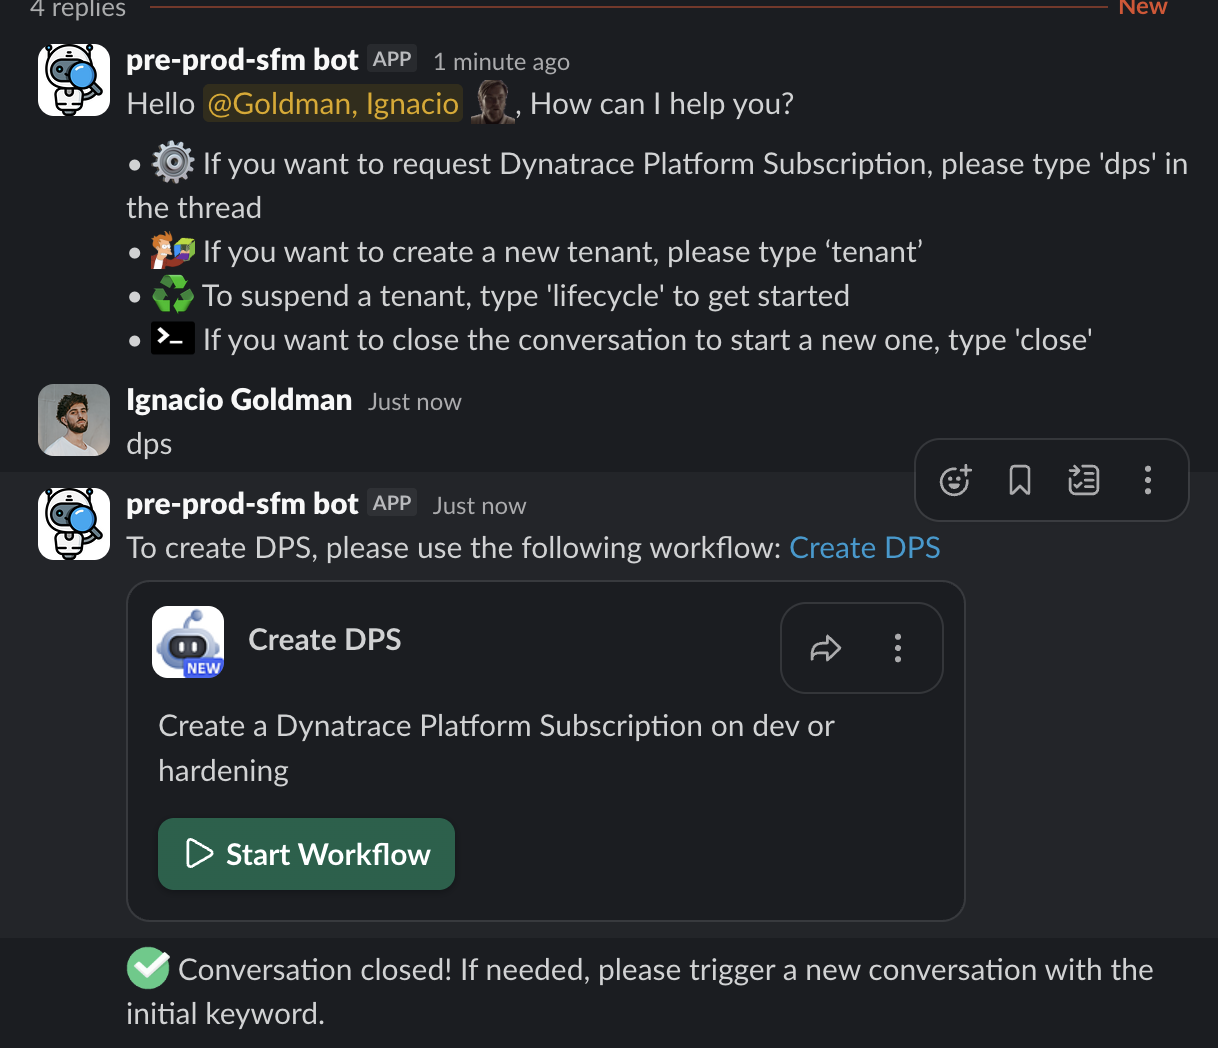 4 replies
New
pre-prod-sfm bot APP 1 minute ago
Hello @Goldman, Ignacio , How can I help you?
• If you want to request Dynatrace Platform Subscription, please type 'dps' in
the thread
• If you want to create a new tenant, please type ‘tenant’
• To suspend a tenant, type 'lifecycle' to get started
• If you want to close the conversation to start a new one, type 'close'
Ignacio Goldman Just now
dps
pre-prod-sfm bot APP Just now
To create DPS, please use the following workflow: Create DPS
NEW
Create DPS
Create a Dynatrace Platform Subscription on dev or
hardening
Start Workflow
Conversation closed! If needed, please trigger a new conversation with the
initial keyword.